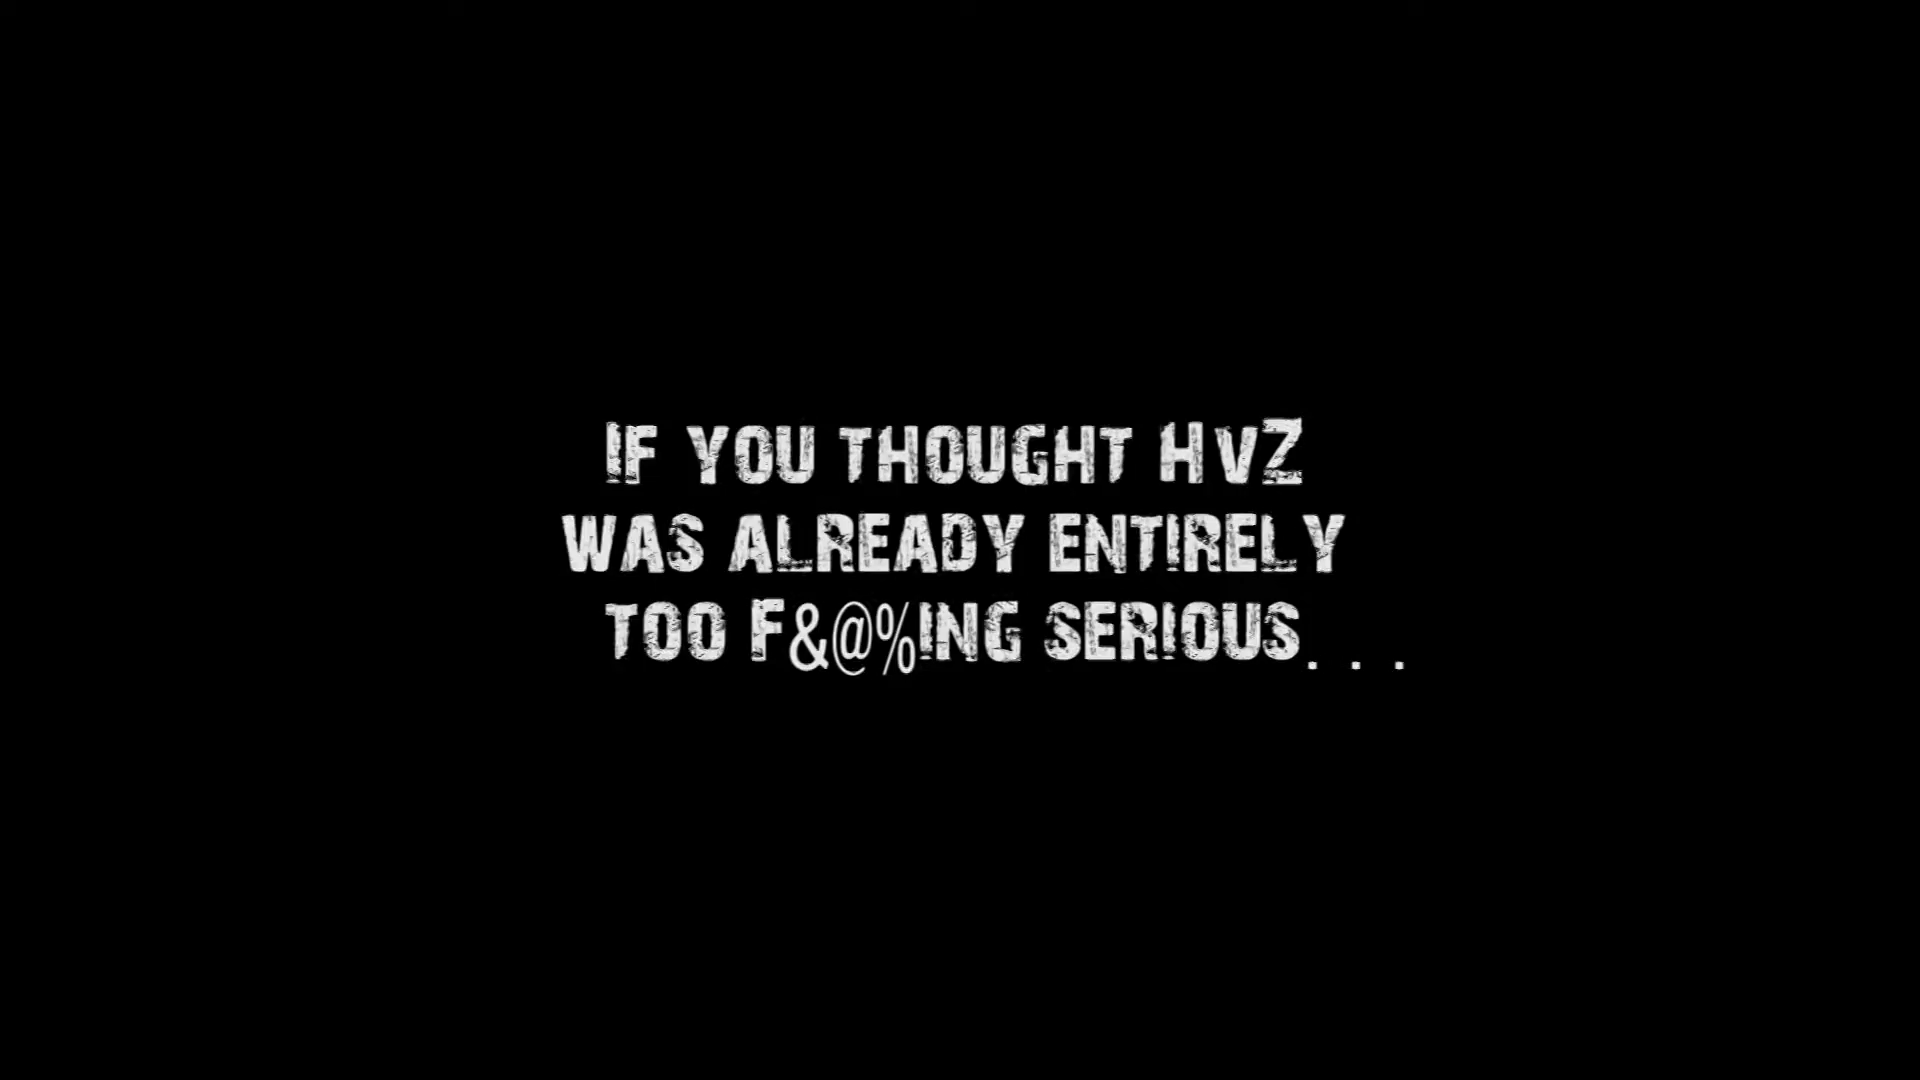 If you thought HvZ
was already entirely
too F&@%ing serious. . .